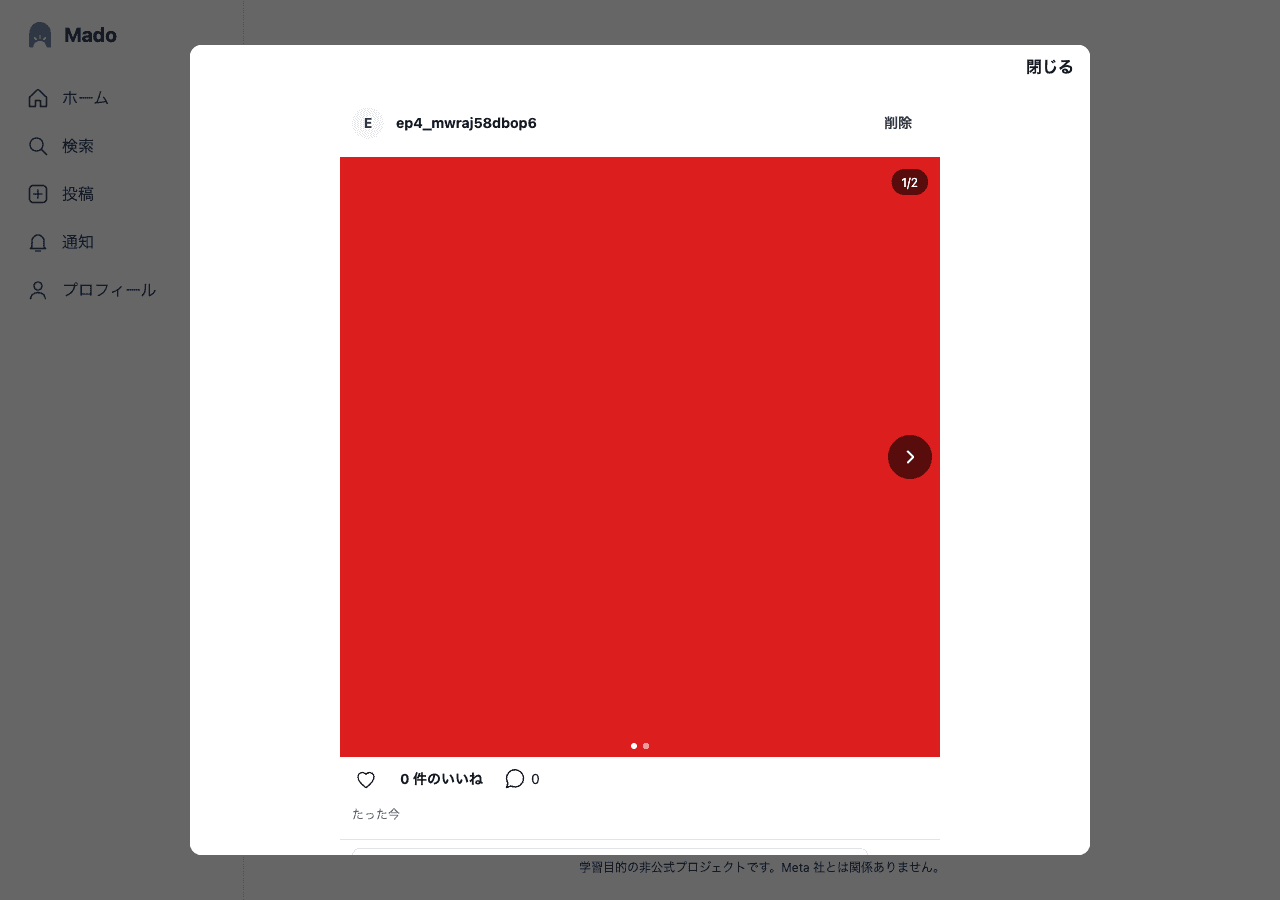 Mado
ホーム
検索
投稿
通知
プロフィール
閉じる
E
ep4_mwraj58dbop6
削除
1/2
0 件のいいね
0
たった今
学習目的の非公式プロジェクトです。Meta 社とは関係ありません。